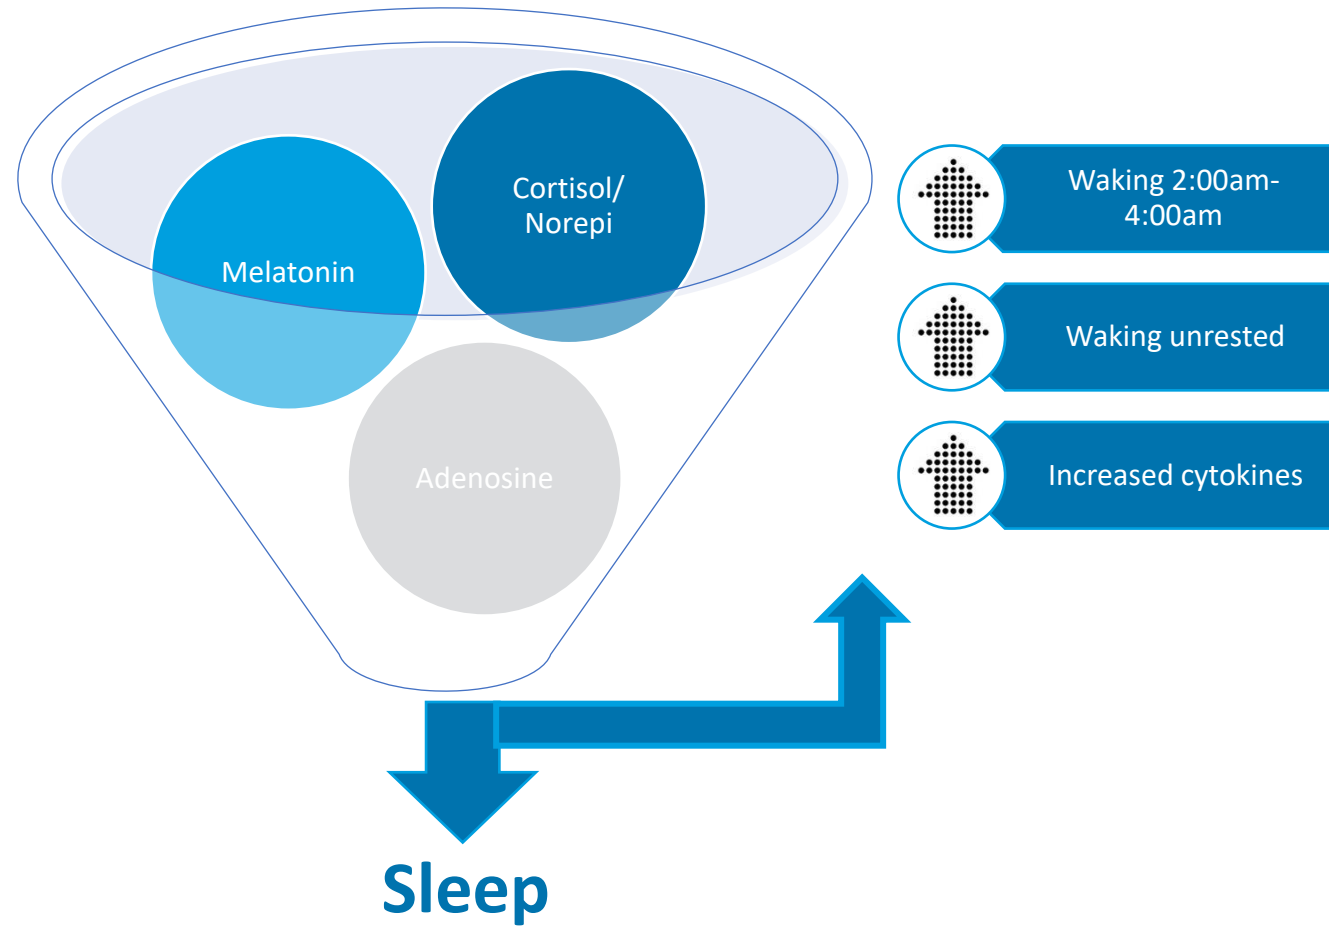 Cortisol/
Norepi
Melatonin
Adenosine
Sleep
Waking 2:00am-
4:00am
Waking unrested
Increased cytokines